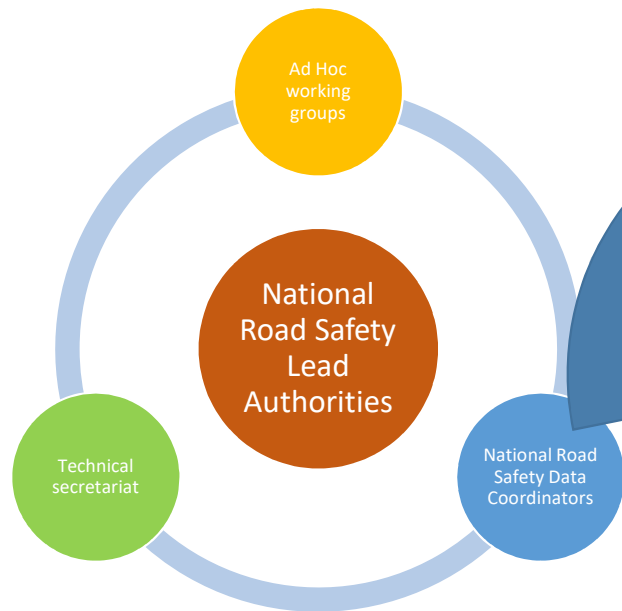 Ad Hoc
working
groups
National
Road Safety
Lead
Authorities
Technical
secretariat
National Road
Safety Data
Coordinators